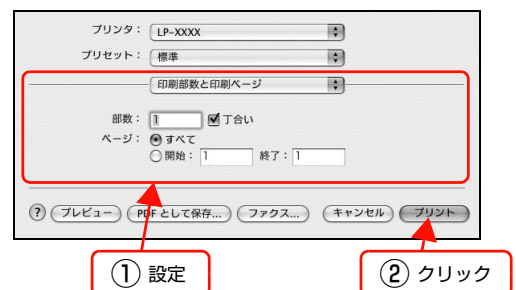 プリンタ： LP-XXXX
プリセット： 標準
印刷部数と印刷ページ
部数： 1 丁合い
ページ： すべて
開始： 1 終了： 1
? プレビュー PDF として保存... ファクス... キャンセル プリント
① 設定 ② クリック